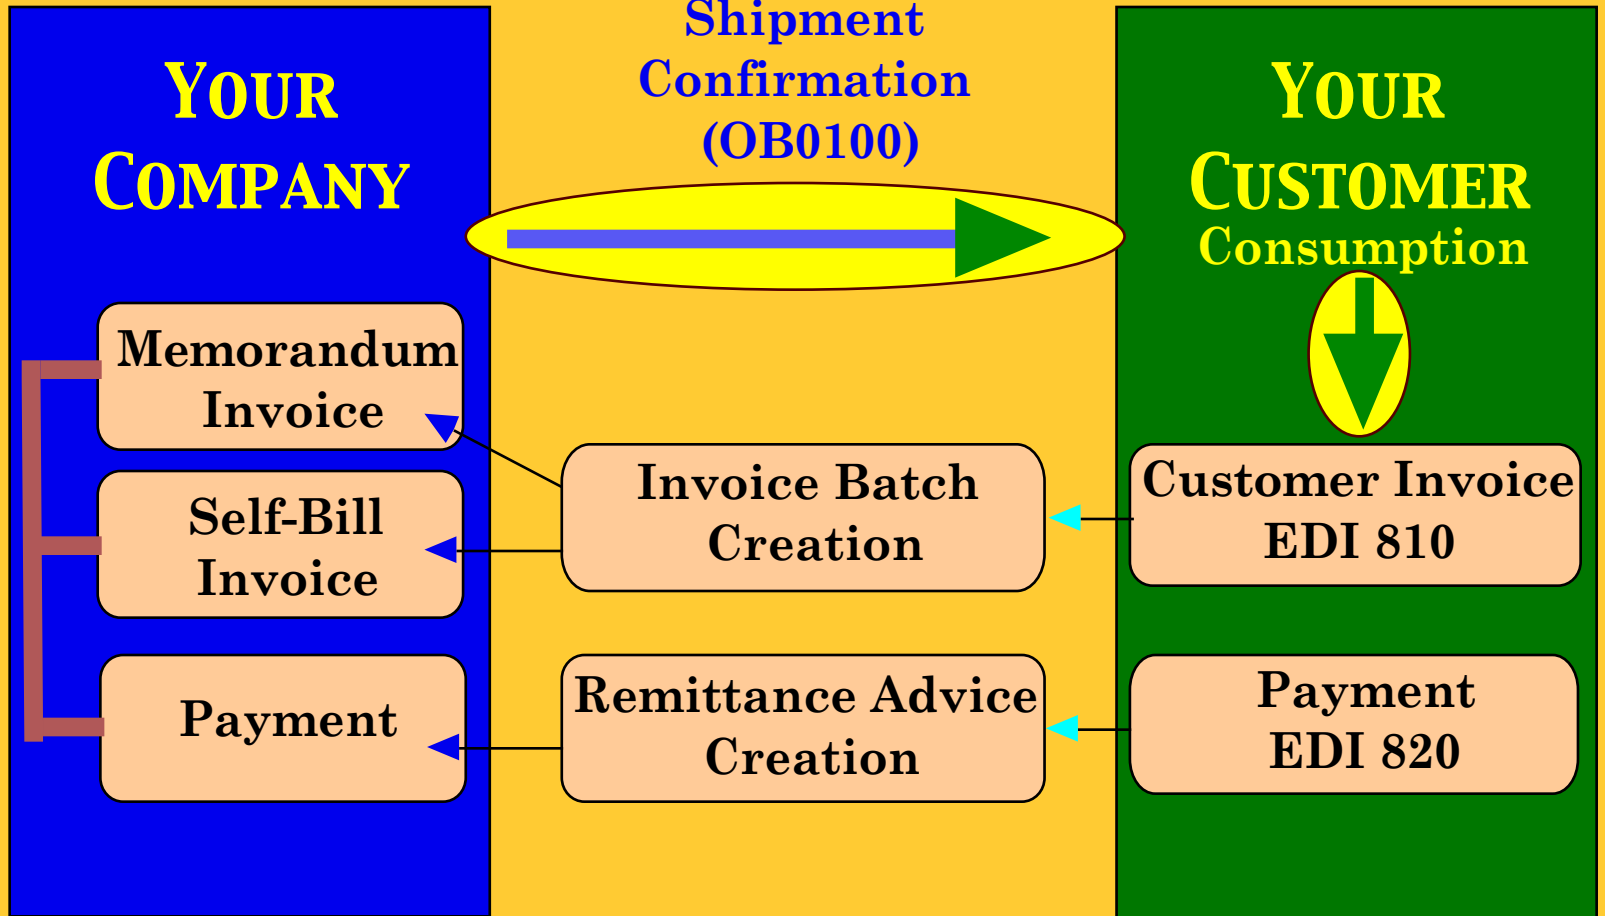 Your
Company
Shipment
Confirmation
(OB0100)
Your
Customer
Consumption
Memorandum
Invoice
Self-Bill
Invoice
Payment
Invoice Batch
Creation
Remittance Advice
Creation
Customer Invoice
EDI 810
Payment
EDI 820